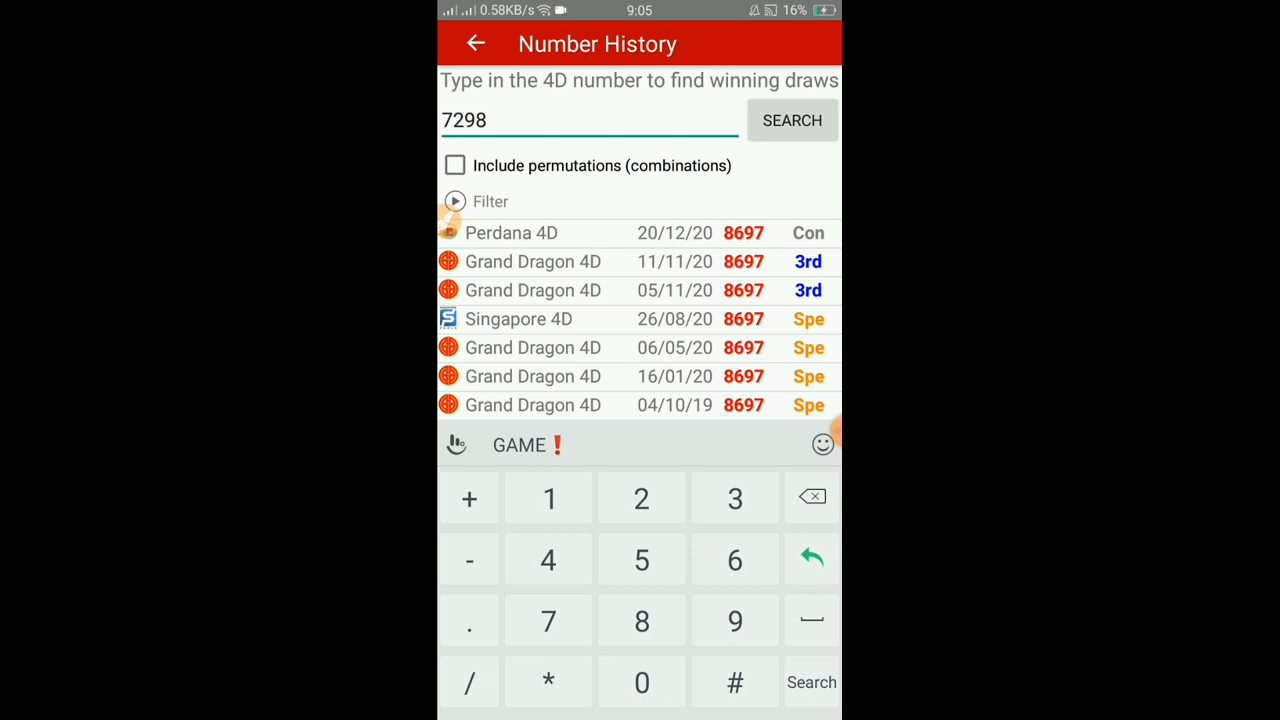 0.58KB/s 9:05 16%
Number History
Type in the 4D number to find winning draws
7298 SEARCH
Include permutations (combinations)
Filter
Perdana 4D 20/12/20 8697 Con
Grand Dragon 4D 11/11/20 8697 3rd
Grand Dragon 4D 05/11/20 8697 3rd
Singapore 4D 26/08/20 8697 Spe
Grand Dragon 4D 06/05/20 8697 Spe
Grand Dragon 4D 16/01/20 8697 Spe
Grand Dragon 4D 04/10/19 8697 Spe
GAME❗
+ 1 2 3
- 4 5 6
. 7 8 9
/ * 0 # Search